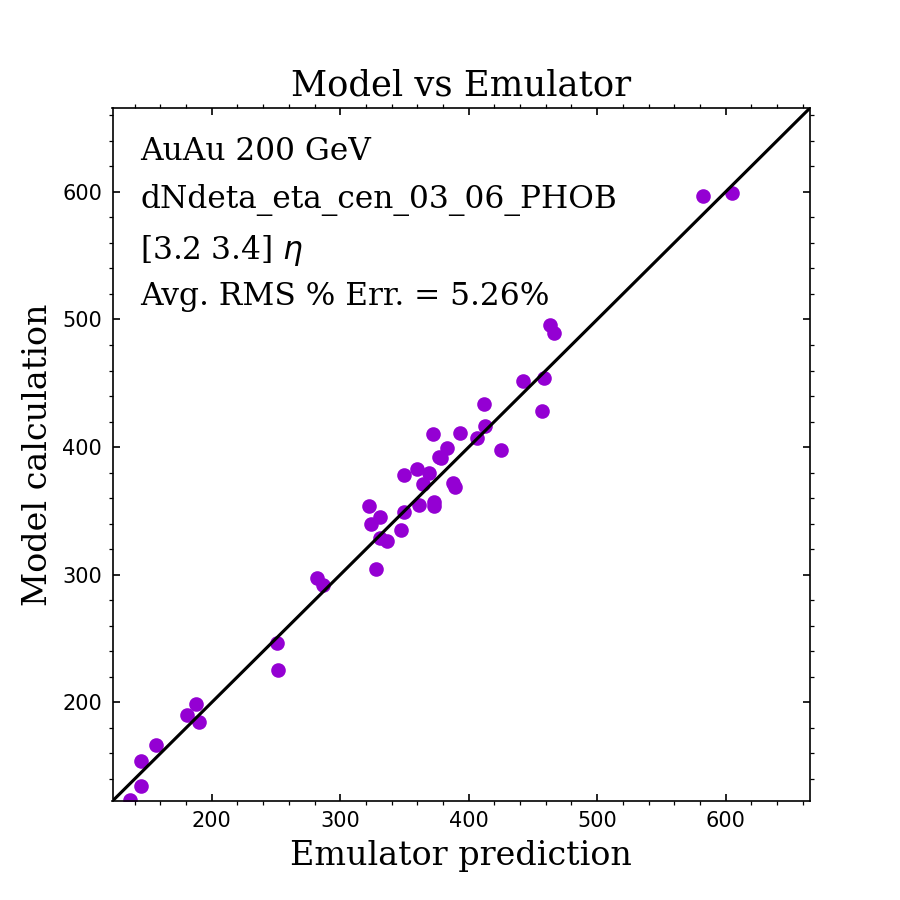 Model vs Emulator
AuAu 200 GeV
dNdeta_eta_cen_03_06_PHOB
[3.2 3.4] η
Avg. RMS % Err. = 5.26%
Model calculation
600
500
400
300
200
200 300 400 500 600
Emulator prediction